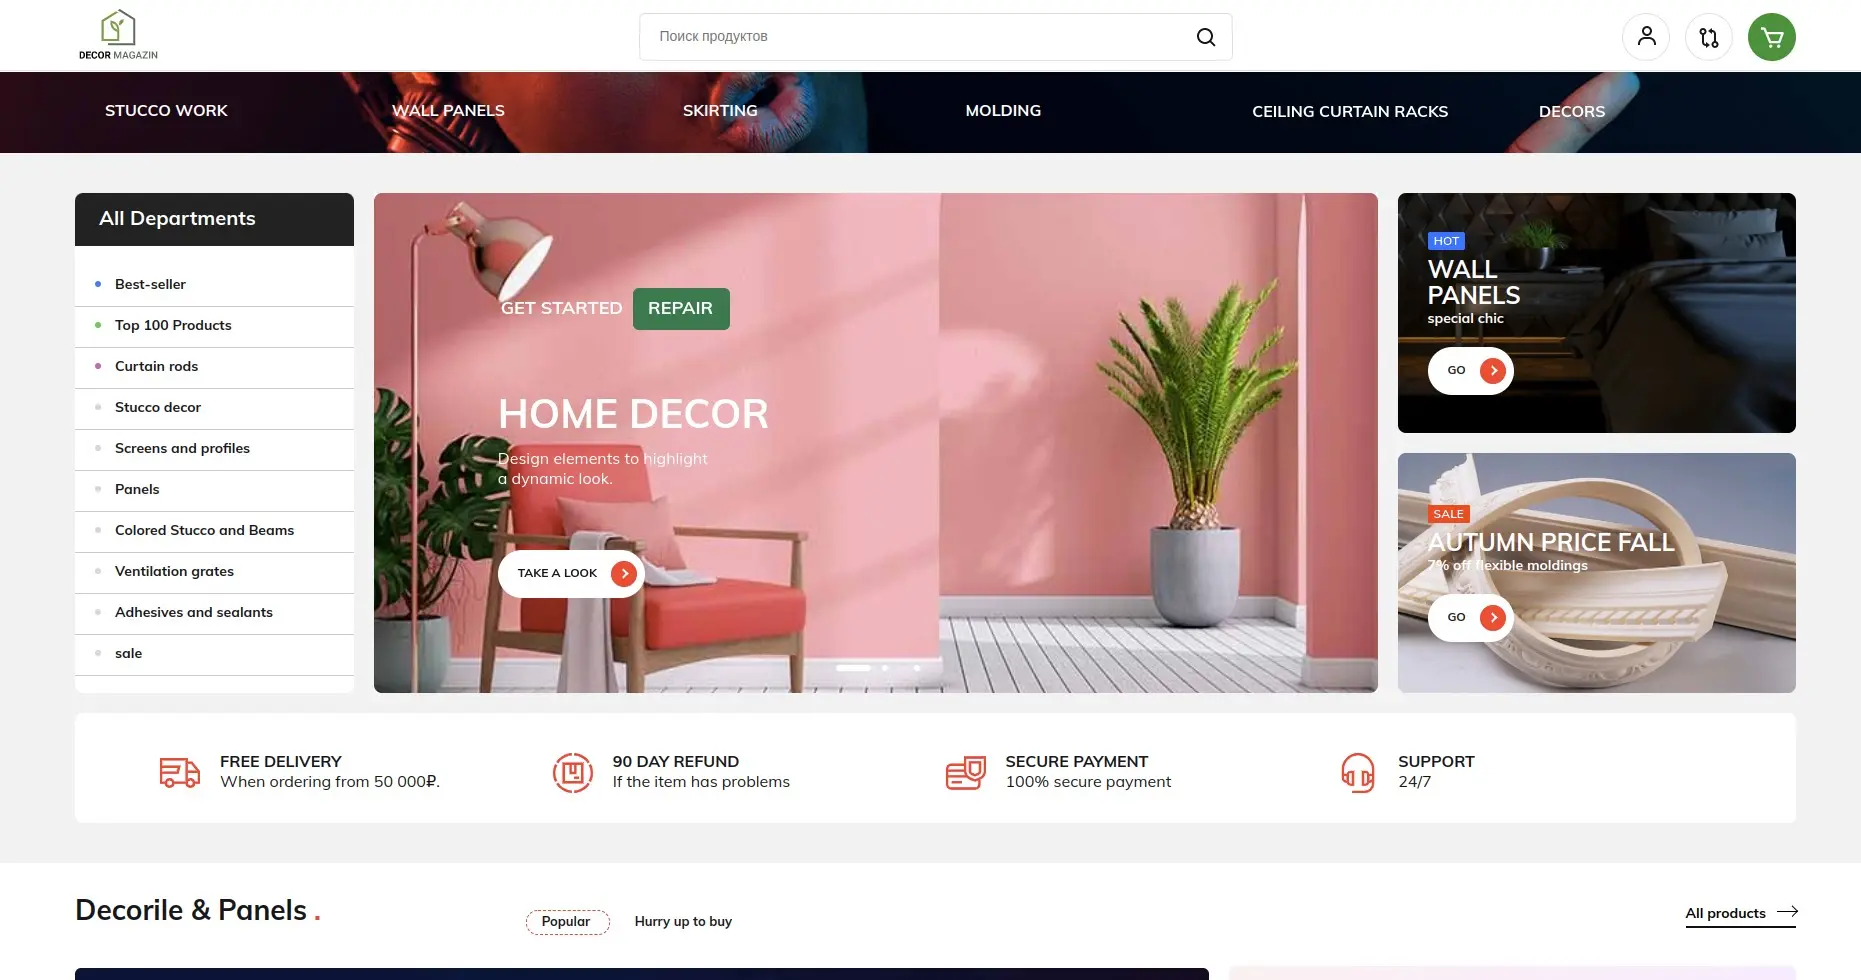 DECOR MAGAZIN
Поиск продуктов
STUCCO WORK
WALL PANELS
SKIRTING
MOLDING
CEILING CURTAIN RACKS
DECORS
All Departments
Best-seller
Top 100 Products
Curtain rods
Stucco decor
Screens and profiles
Panels
Colored Stucco and Beams
Ventilation grates
Adhesives and sealants
sale
GET STARTED REPAIR
HOME DECOR
Design elements to highlight
a dynamic look.
TAKE A LOOK
HOT
WALL
PANELS
special chic
GO
SALE
AUTUMN PRICE FALL
7% off flexible moldings
GO
FREE DELIVERY
When ordering from 50 000₽.
90 DAY REFUND
If the item has problems
SECURE PAYMENT
100% secure payment
SUPPORT
24/7
Decorile & Panels .
Popular
Hurry up to buy
All products